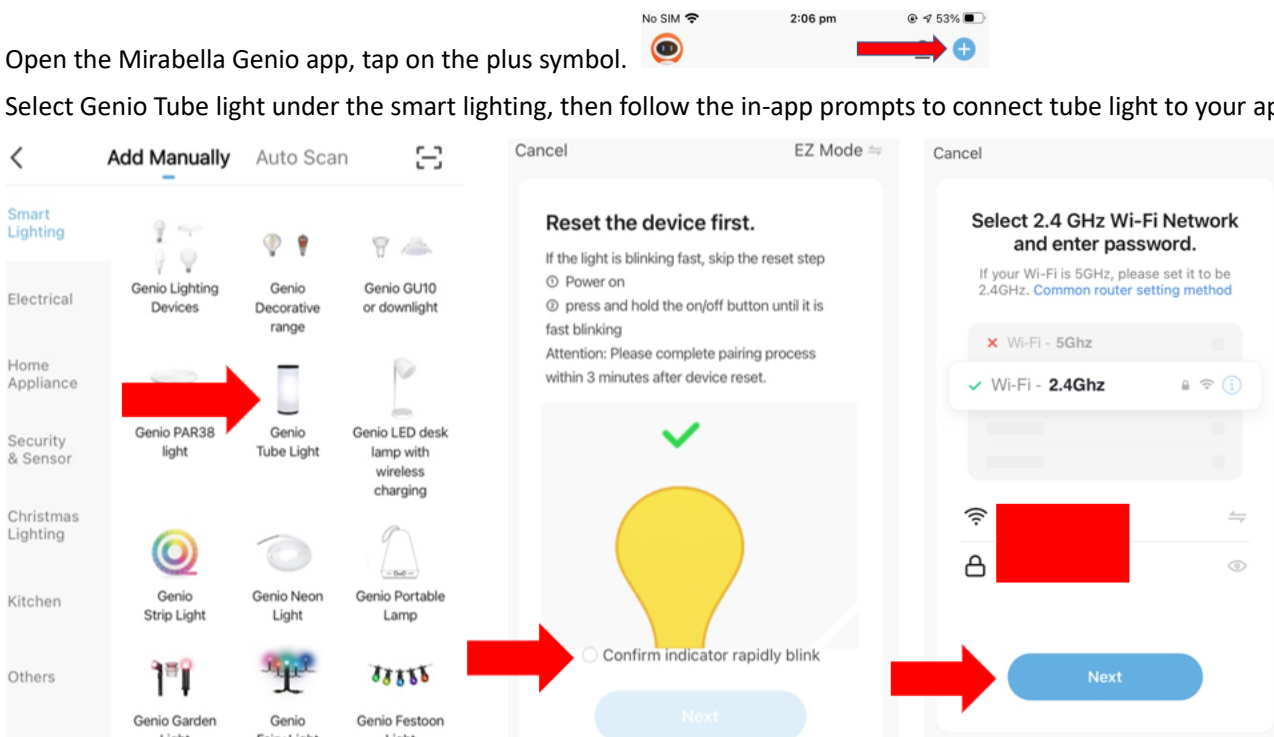 No SIM 2:06 pm 53%
Open the Mirabella Genio app, tap on the plus symbol.
Select Genio Tube light under the smart lighting, then follow the in-app prompts to connect tube light to your ap
Add Manually Auto Scan
Smart
Lighting
Electrical
Home
Appliance
Security
& Sensor
Christmas
Lighting
Kitchen
Others
Genio Lighting
Devices
Genio
Decorative
range
Genio GU10
or downlight
Genio PAR38
light
Genio
Tube Light
Genio LED desk
lamp with
wireless
charging
Genio
Strip Light
Genio Neon
Light
Genio Portable
Lamp
Genio Garden
Light
Genio
Fairy Light
Genio Festoon
Light
Cancel EZ Mode
Reset the device first.
If the light is blinking fast, skip the reset step
① Power on
② press and hold the on/off button until it is
fast blinking
Attention: Please complete pairing process
within 3 minutes after device reset.
Confirm indicator rapidly blink
Next
Cancel
Select 2.4 GHz Wi-Fi Network
and enter password.
If your Wi-Fi is 5GHz, please set it to be
2.4GHz. Common router setting method
Wi-Fi - 5Ghz
Wi-Fi - 2.4Ghz
Next